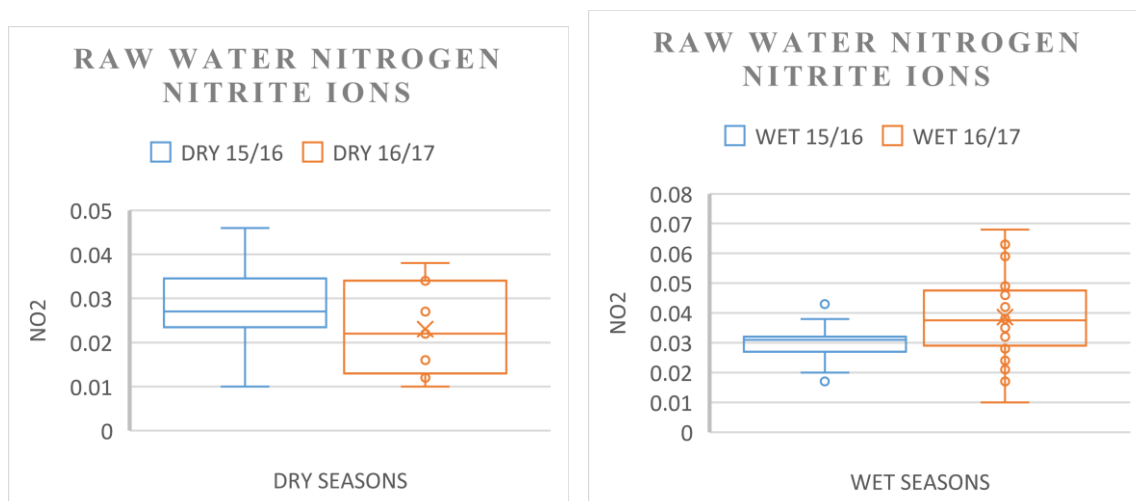 RAW WATER NITROGEN
NITRITE IONS
DRY 15/16 DRY 16/17
0.05
0.04
0.03
0.02
0.01
0
NO2
DRY SEASONS
RAW WATER NITROGEN
NITRITE IONS
WET 15/16 WET 16/17
0.08
0.07
0.06
0.05
0.04
0.03
0.02
0.01
0
NO2
WET SEASONS